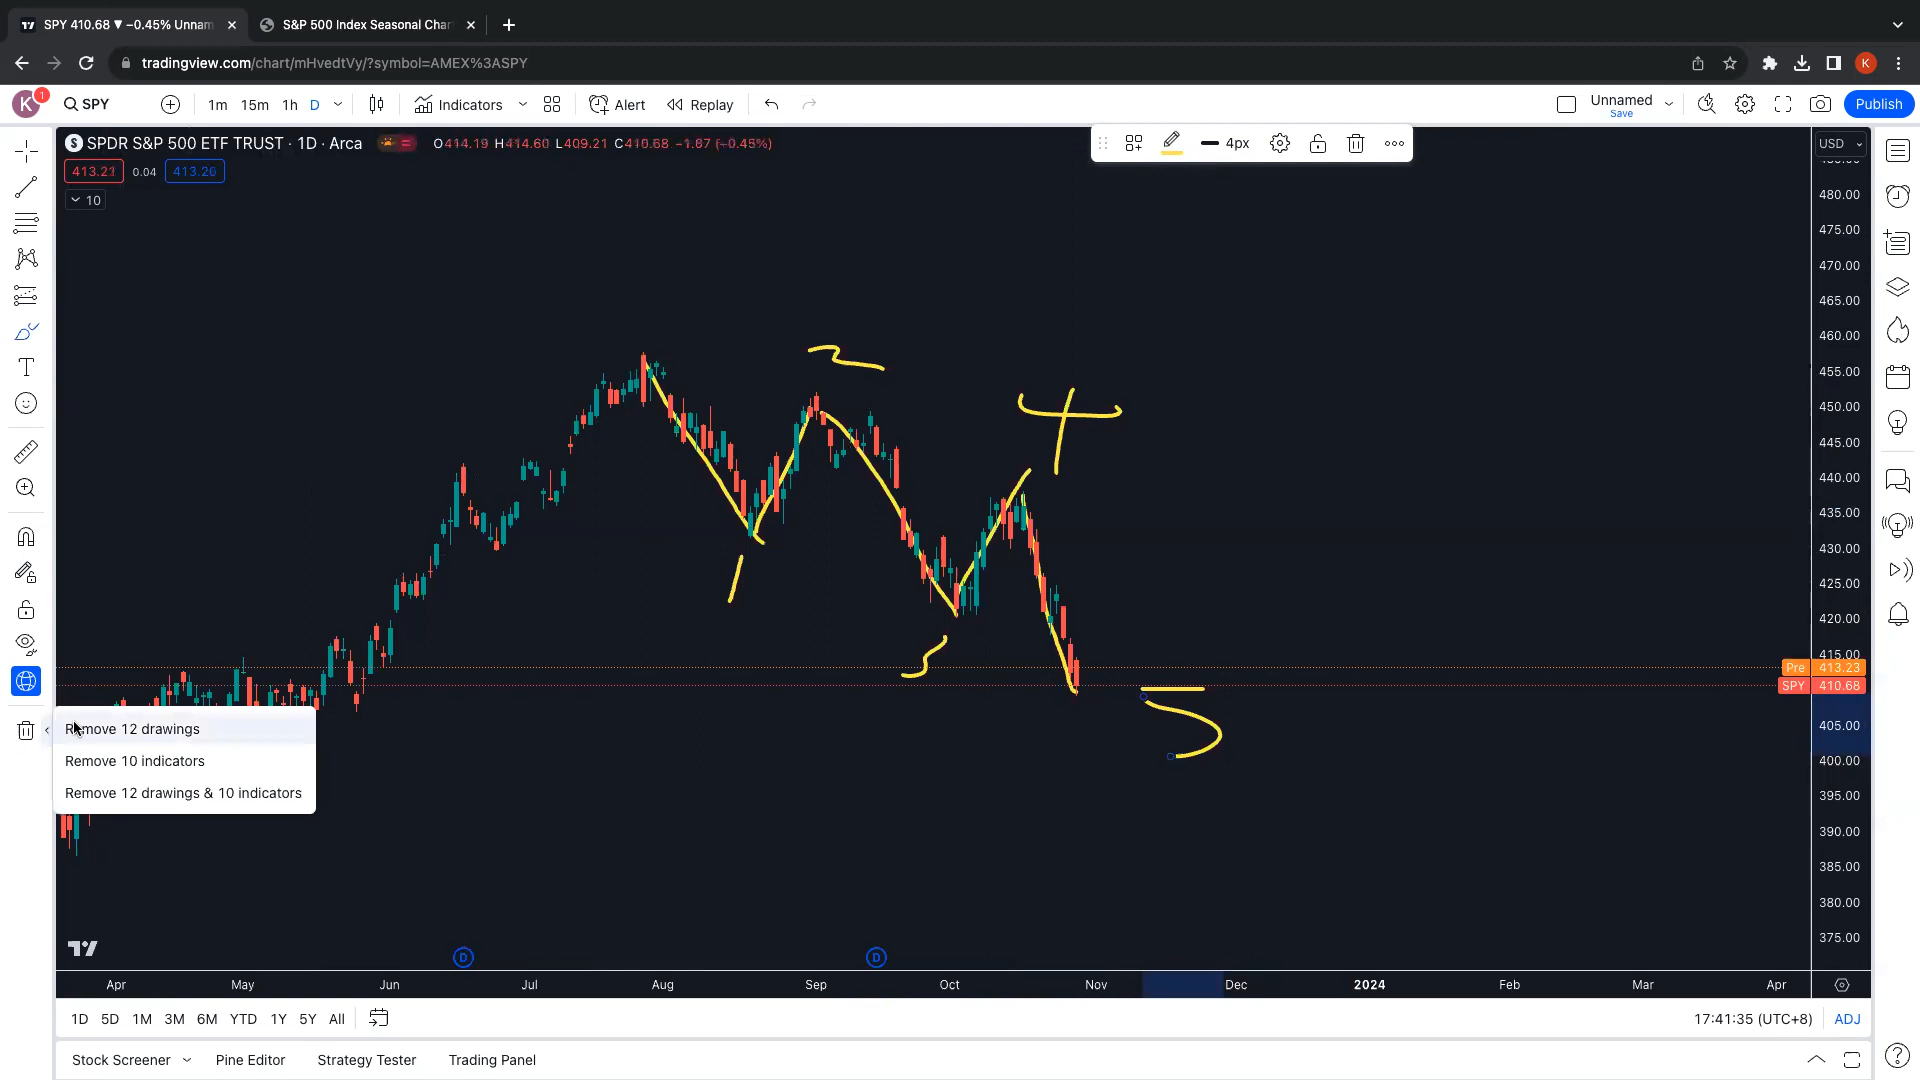 SPY 410.68 ▼ −0.45% Unnam
S&P 500 Index Seasonal Char
tradingview.com/chart/mHvedtVy/?symbol=AMEX%3ASPY
K
K 1
SPY
1m 15m 1h D
Indicators
Alert
Replay
Unnamed
Save
Publish
S SPDR S&P 500 ETF TRUST · 1D · Arca
O414.19 H414.60 L409.21 C410.68 −1.87 (−0.45%)
4px
USD
413.21 0.04 413.26
10
480.00
475.00
470.00
465.00
460.00
455.00
450.00
445.00
440.00
435.00
430.00
425.00
420.00
415.00
Pre 413.23
SPY 410.68
405.00
400.00
395.00
390.00
385.00
380.00
375.00
2
4
1
3
5
T
Remove 12 drawings
Remove 10 indicators
Remove 12 drawings & 10 indicators
D D
Apr May Jun Jul Aug Sep Oct Nov Dec 2024 Feb Mar Apr
1D 5D 1M 3M 6M YTD 1Y 5Y All
17:41:35 (UTC+8) ADJ
Stock Screener Pine Editor Strategy Tester Trading Panel